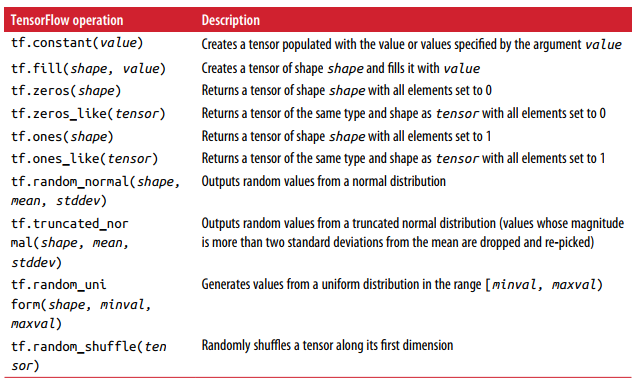 TensorFlow operation Description
tf.constant(value) Creates a tensor populated with the value or values specified by the argument value
tf.fill(shape, value) Creates a tensor of shape shape and fills it with value
tf.zeros(shape) Returns a tensor of shape shape with all elements set to 0
tf.zeros_like(tensor) Returns a tensor of the same type and shape as tensor with all elements set to 0
tf.ones(shape) Returns a tensor of shape shape with all elements set to 1
tf.ones_like(tensor) Returns a tensor of the same type and shape as tensor with all elements set to 1
tf.random_normal(shape, Outputs random values from a normal distribution
mean, stddev)
tf.truncated_nor Outputs random values from a truncated normal distribution (values whose magnitude
mal(shape, mean, is more than two standard deviations from the mean are dropped and re-picked)
stddev)
tf.random_uni Generates values from a uniform distribution in the range [minval, maxval)
form(shape, minval,
maxval)
tf.random_shuffle(ten Randomly shuffles a tensor along its first dimension
sor)